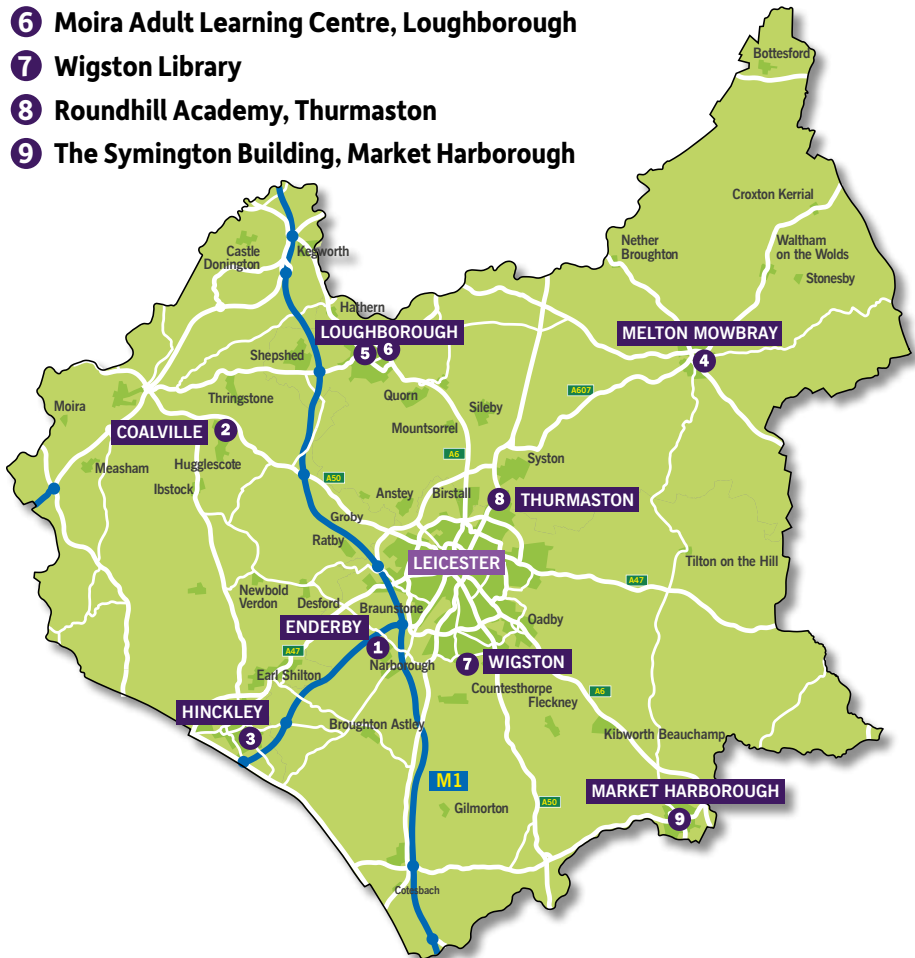 6 Moira Adult Learning Centre, Loughborough
7 Wigston Library
8 Roundhill Academy, Thurmaston
9 The Symington Building, Market Harborough
Bottesford
Croxton Kerrial
Castle
Donington
Kegworth
Nether
Broughton
Waltham
on the Wolds
Stonesby
Hathern
LOUGHBOROUGH
5
6
MELTON MOWBRAY
4
Shepshed
Thringstone
Quorn
Sileby
A607
Moira
COALVILLE
2
Mountsorrel
Measham
Hugglescote
A6
Syston
Ibstock
A50
Anstey
Birstall
8
THURMASTON
Groby
Ratby
LEICESTER
Tilton on the Hill
A47
Newbold
Verdon
Desford
Braunstone
Oadby
ENDERBY
1
A47
Narborough
7
WIGSTON
Earl Shilton
Countesthorpe
Fleckney
A6
HINCKLEY
3
Broughton Astley
Kibworth Beauchamp
M1
MARKET HARBOROUGH
Gilmorton
A50
9
Cotesbach